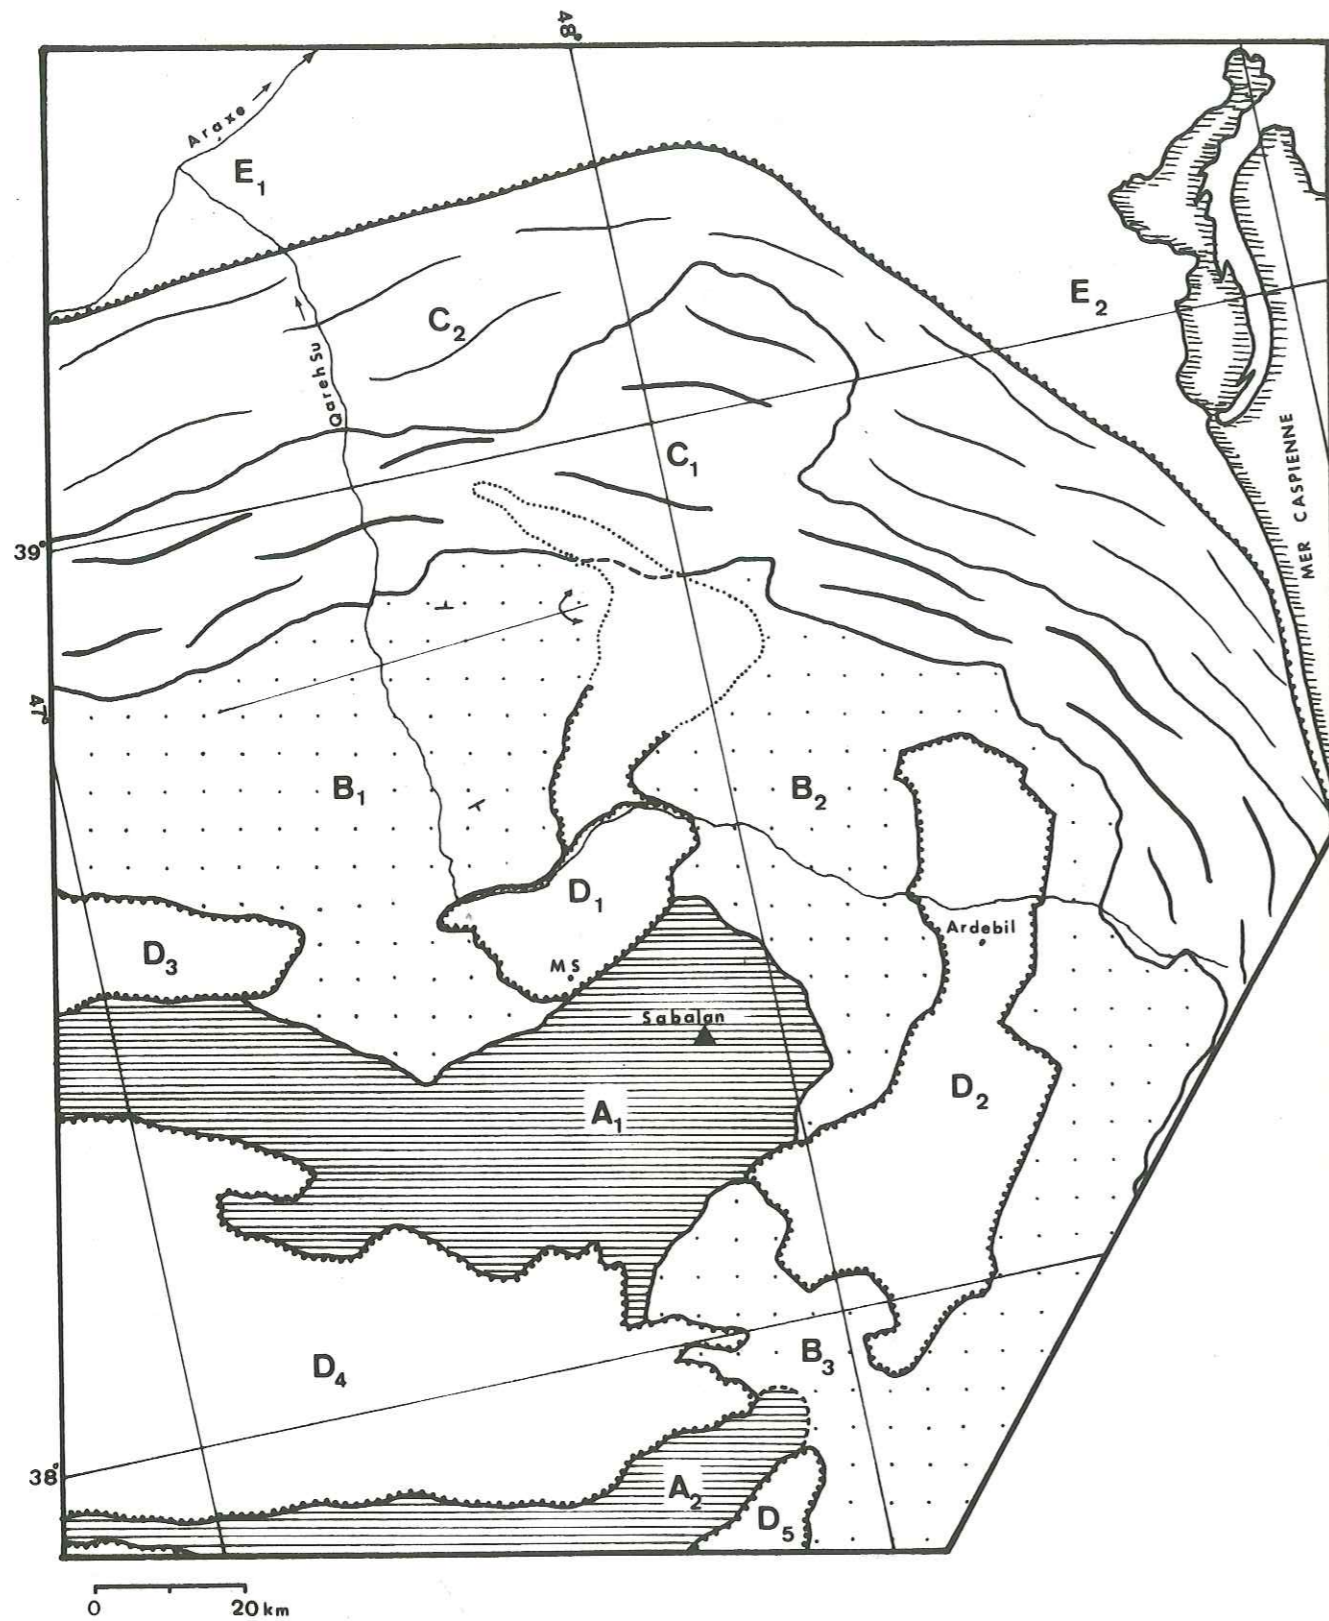 48°
Araxe
E1
E2
C2
Qareh Su
C1
MER CASPIENNE
39°
47°
B1
B2
D1
Ardebil
D3
MS
Sabalan
D2
A1
D4
B3
38°
A2
D5
0 20 km